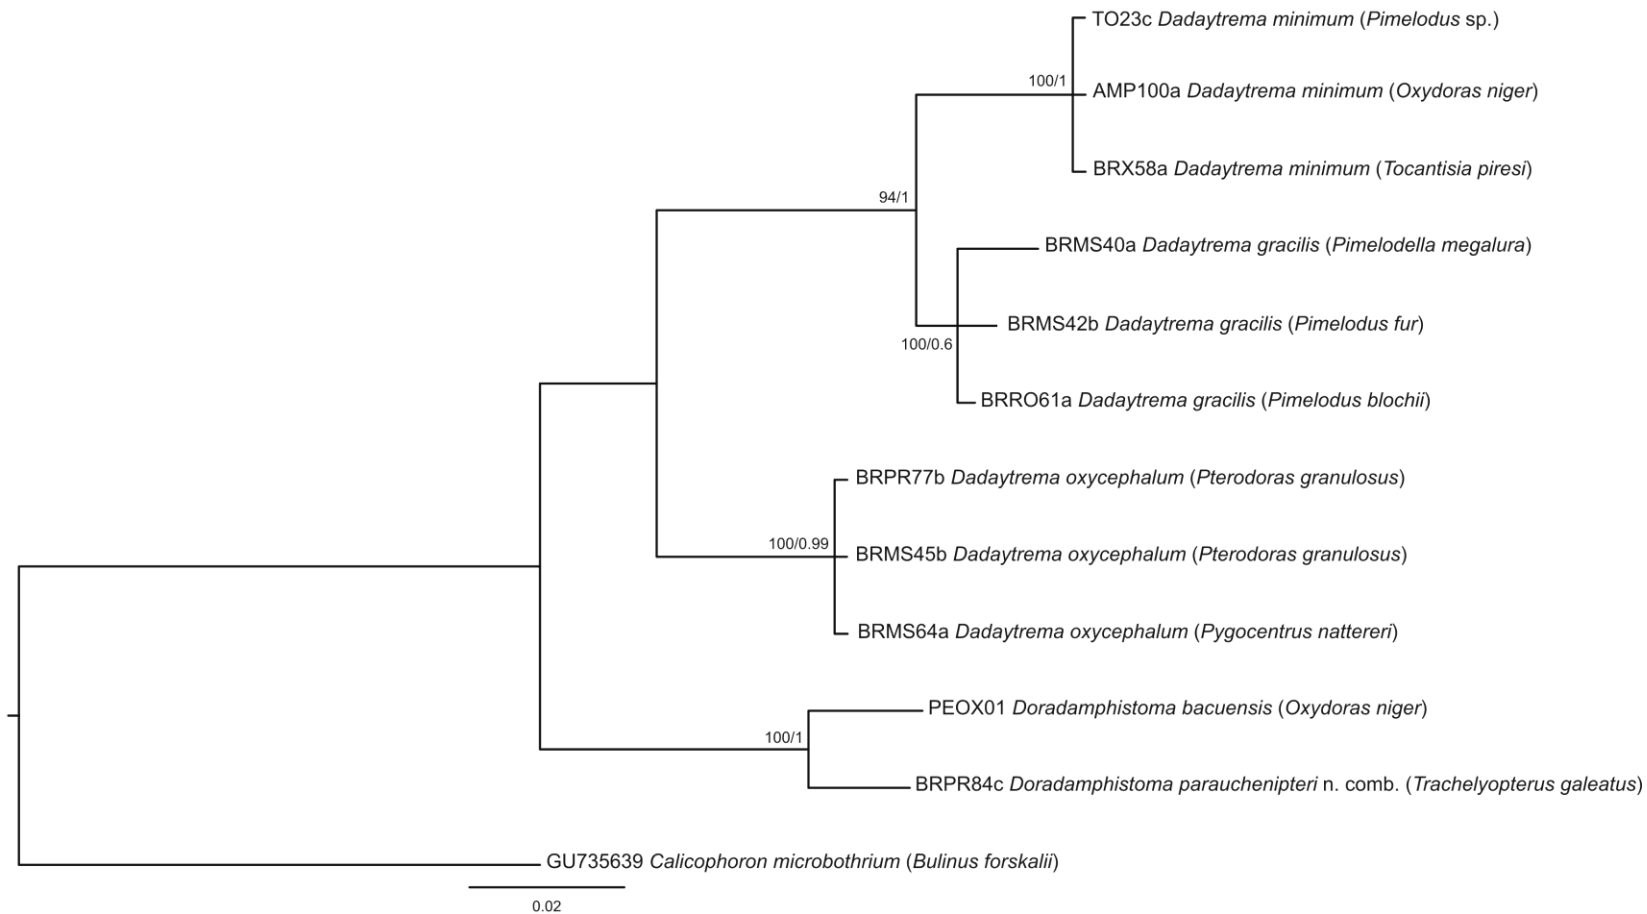 TO23c Dadaytrema minimum (Pimelodus sp.)
100/1
AMP100a Dadaytrema minimum (Oxydoras niger)
BRX58a Dadaytrema minimum (Tocantisia piresi)
94/1
BRMS40a Dadaytrema gracilis (Pimelodella megalura)
BRMS42b Dadaytrema gracilis (Pimelodus fur)
100/0.6
BRRO61a Dadaytrema gracilis (Pimelodus blochii)
BRPR77b Dadaytrema oxycephalum (Pterodoras granulosus)
100/0.99
BRMS45b Dadaytrema oxycephalum (Pterodoras granulosus)
BRMS64a Dadaytrema oxycephalum (Pygocentrus nattereri)
PEOX01 Doradamphistoma bacuensis (Oxydoras niger)
100/1
BRPR84c Doradamphistoma parauchenipteri n. comb. (Trachelyopterus galeatus)
GU735639 Calicophoron microbothrium (Bulinus forskalii)
0.02